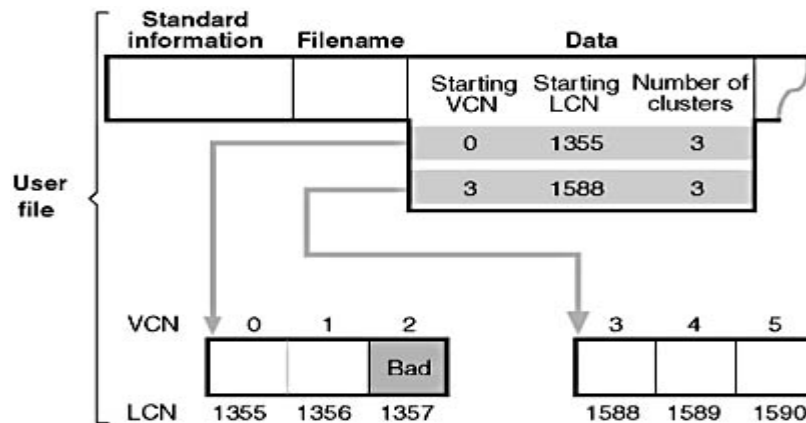 Standard information
Filename
Data
Starting VCN
Starting LCN
Number of clusters
0 1355 3
3 1588 3
User file
VCN 0 1 2 3 4 5
Bad
LCN 1355 1356 1357 1588 1589 1590